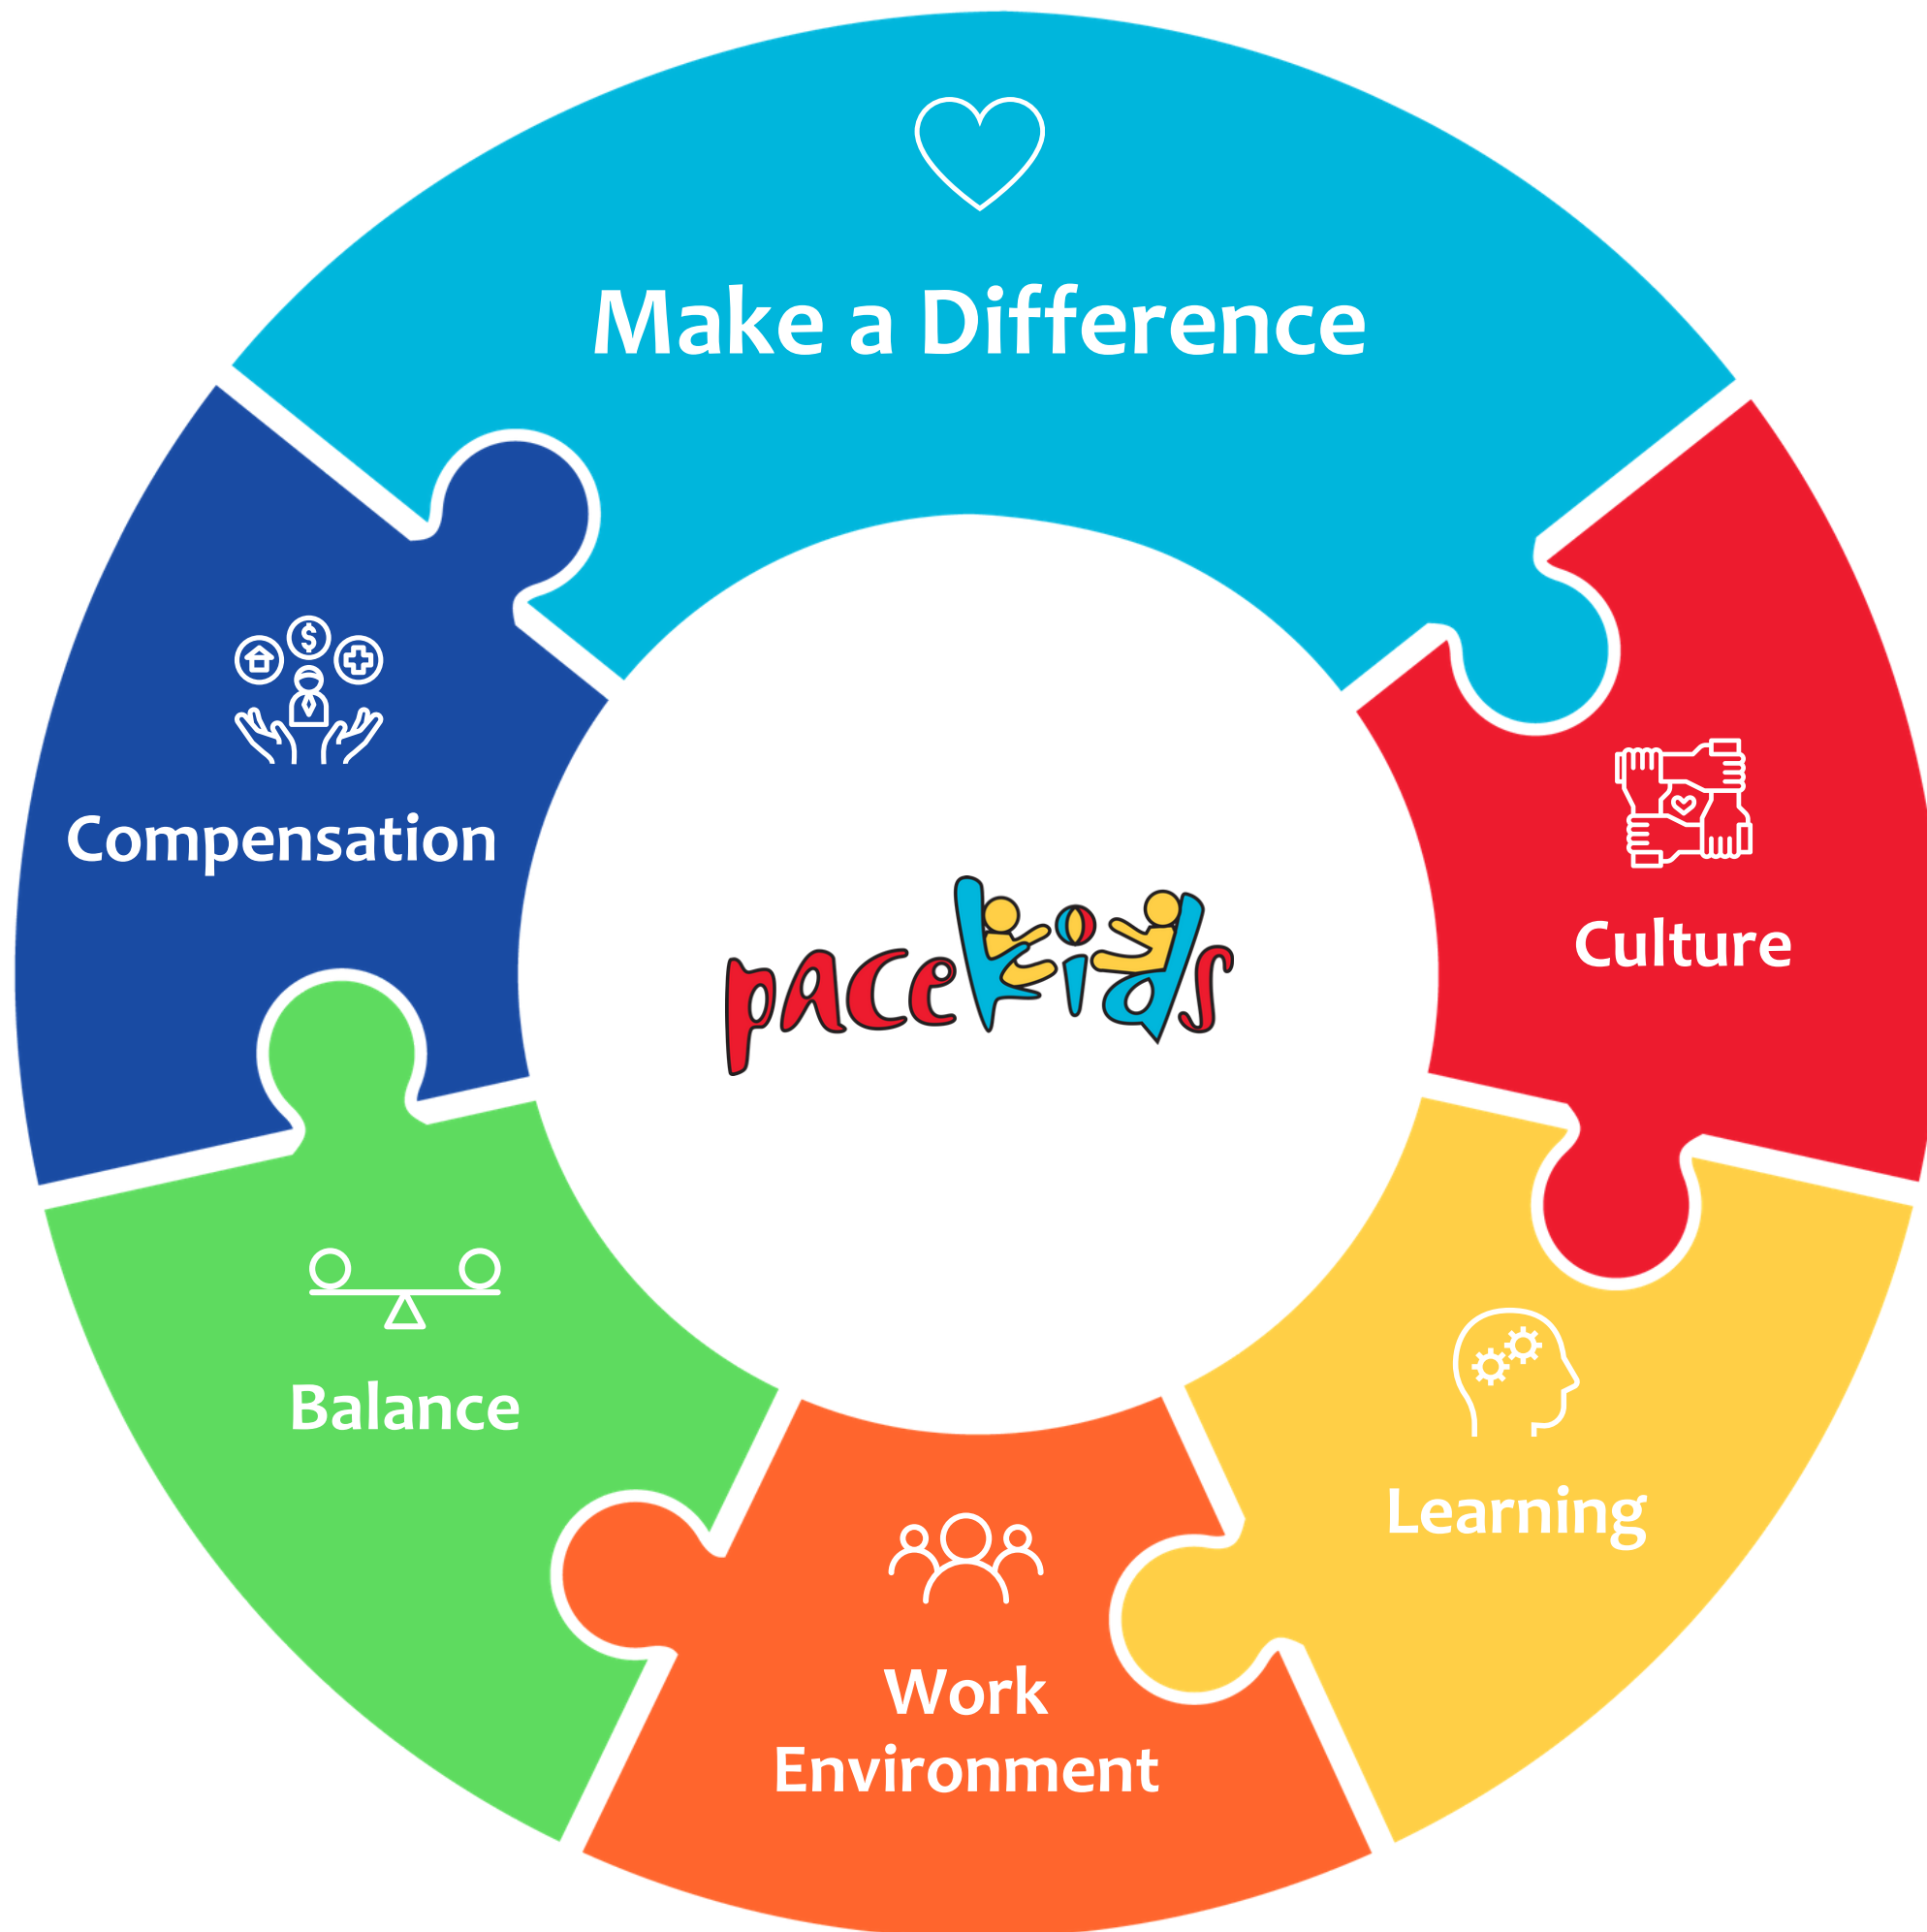 Make a Difference
Compensation
Culture
pacekids
Balance
Learning
Work
Environment